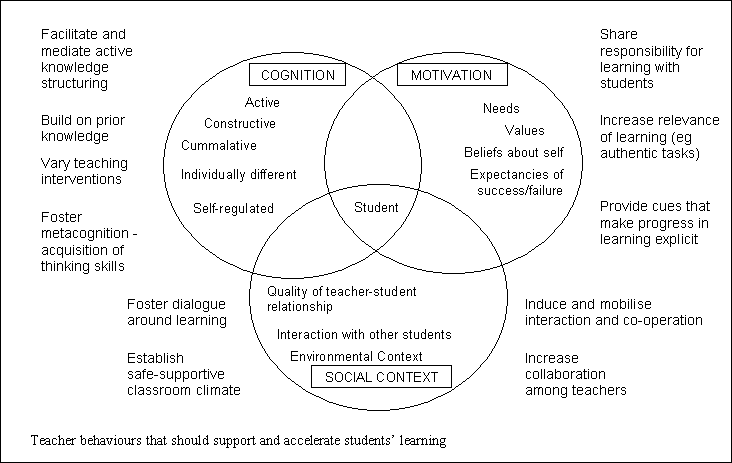 Facilitate and
mediate active
knowledge
structuring
Build on prior
knowledge
Vary teaching
interventions
Foster
metacognition -
acquisition of
thinking skills
COGNITION
Active
Constructive
Cummalative
Individually different
Self-regulated
MOTIVATION
Needs
Values
Beliefs about self
Expectancies of
success/failure
Student
Share
responsibility for
learning with
students
Increase relevance
of learning (eg
authentic tasks)
Provide cues that
make progress in
learning explicit
Foster dialogue
around learning
Establish
safe-supportive
classroom climate
Quality of teacher-student
relationship
Interaction with other students
Environmental Context
SOCIAL CONTEXT
Induce and mobilise
interaction and co-operation
Increase
collaboration
among teachers
Teacher behaviours that should support and accelerate students’ learning